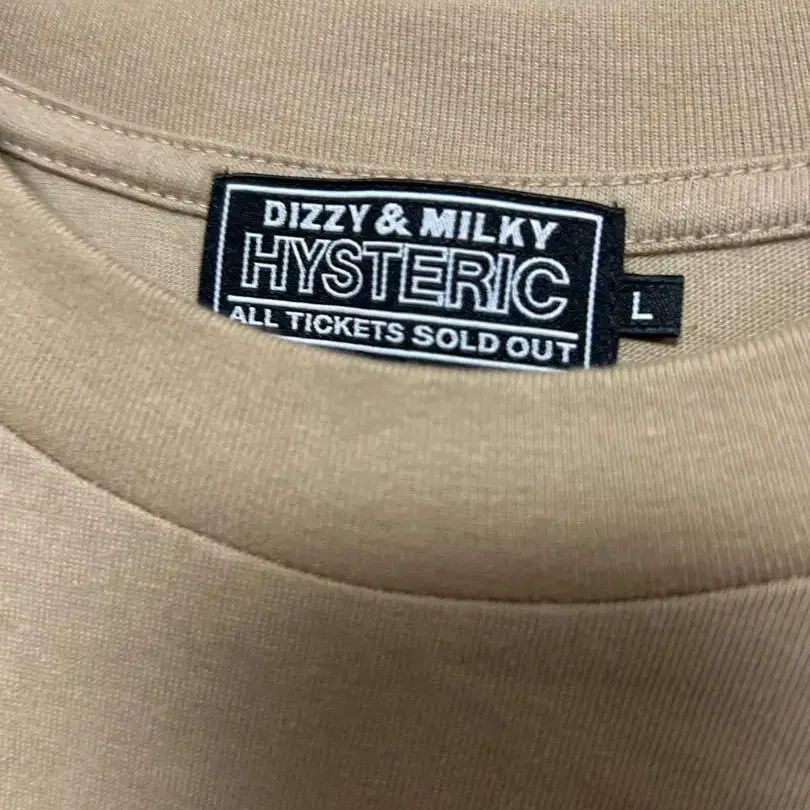 DIZZY & MILKY
HYSTERIC
ALL TICKETS SOLD OUT
L